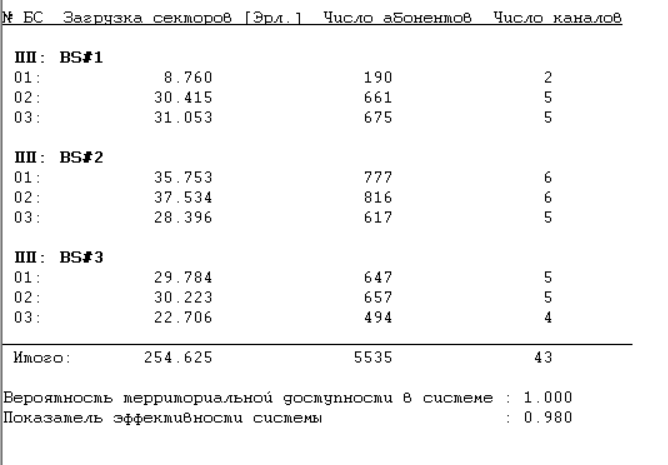 № БС Загрузка секторов [Эрл.] Число абонентов Число каналов
ПП: BS#1
01: 8.760 190 2
02: 30.415 661 5
03: 31.053 675 5
ПП: BS#2
01: 35.753 777 6
02: 37.534 816 6
03: 28.396 617 5
ПП: BS#3
01: 29.784 647 5
02: 30.223 657 5
03: 22.706 494 4
Итого: 254.625 5535 43
Вероятность территориальной доступности в системе : 1.000
Показатель эффективности системы : 0.980